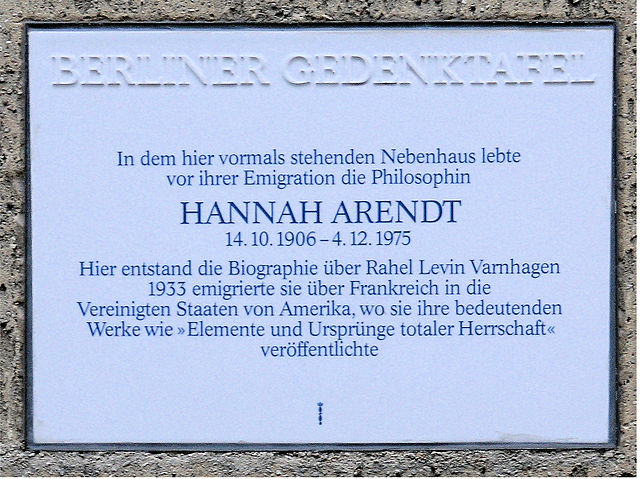 BERLINER GEDENKTAFEL
In dem hier vormals stehenden Nebenhaus lebte
vor ihrer Emigration die Philosophin
HANNAH ARENDT
14. 10. 1906 – 4. 12. 1975
Hier entstand die Biographie über Rahel Levin Varnhagen
1933 emigrierte sie über Frankreich in die
Vereinigten Staaten von Amerika, wo sie ihre bedeutenden
Werke wie »Elemente und Ursprünge totaler Herrschaft«
veröffentlichte